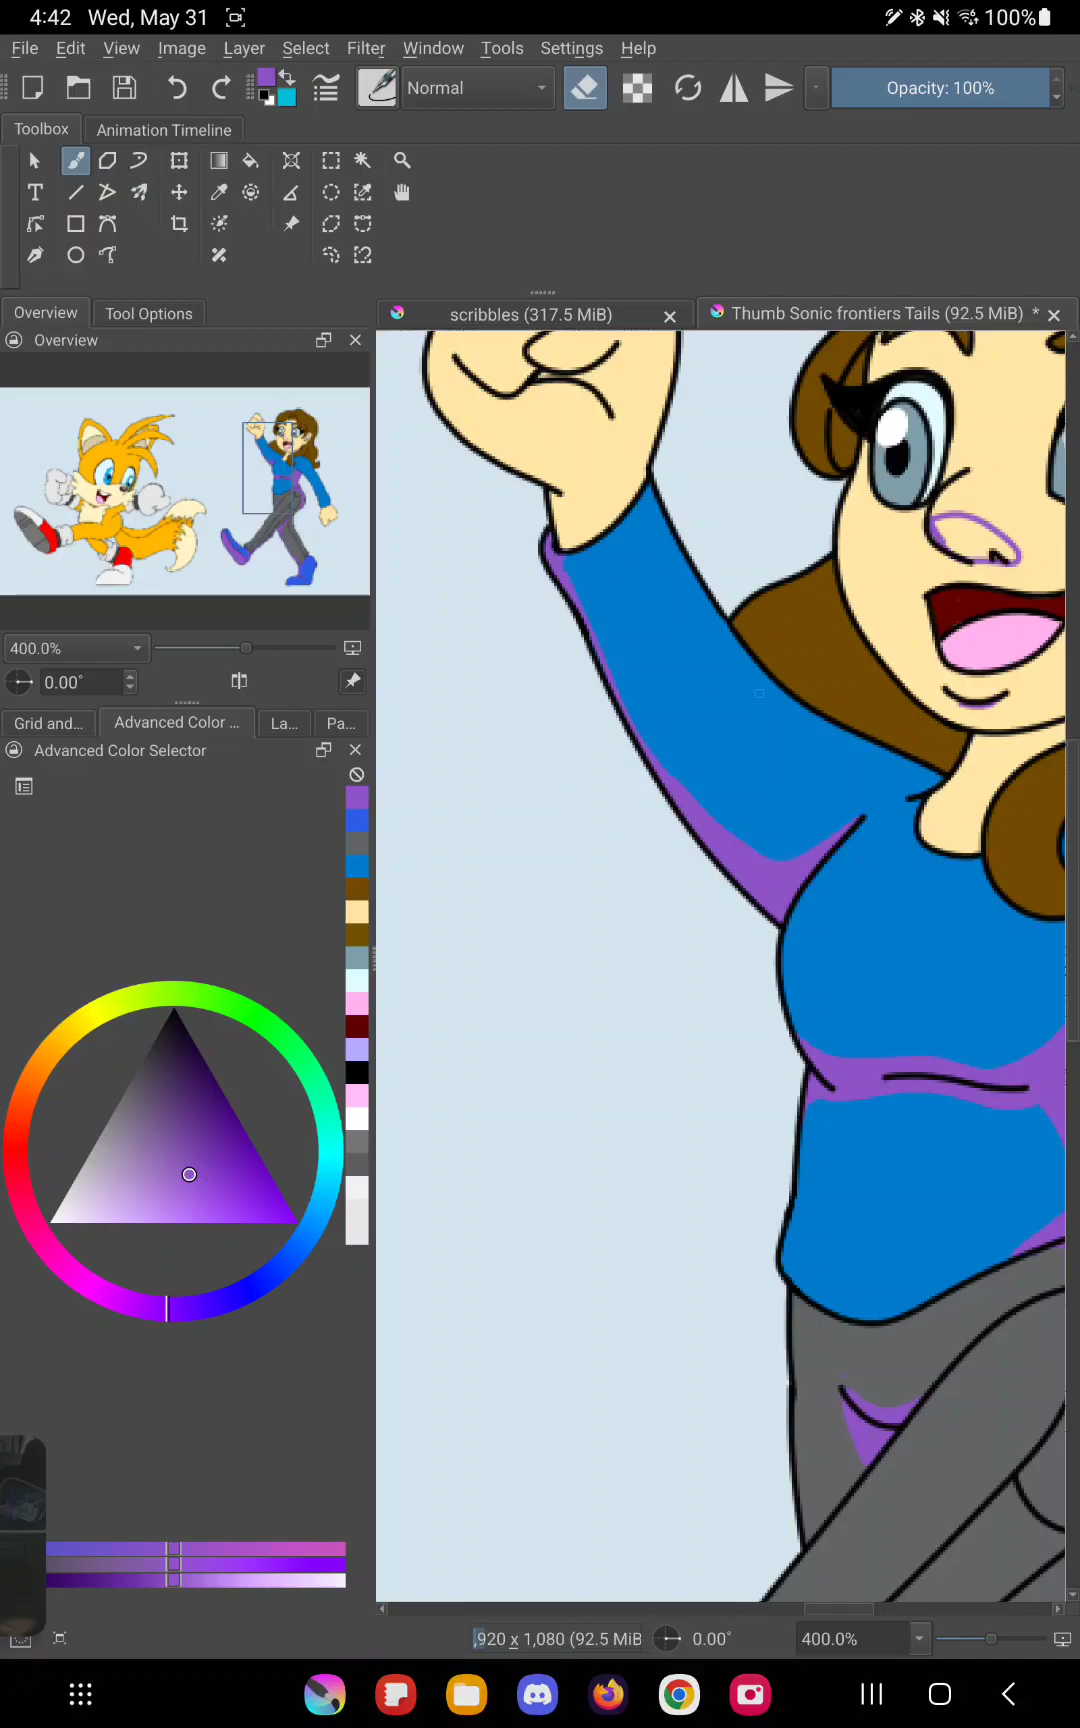 4:42 Wed, May 31 100%
File Edit View Image Layer Select Filter Window Tools Settings Help
Normal Opacity: 100%
Toolbox Animation Timeline
Overview Tool Options
scribbles (317.5 MiB) Thumb Sonic frontiers Tails (92.5 MiB) *
Overview
400.0%
0.00°
Grid and... Advanced Color ... La... Pa...
Advanced Color Selector
,920 x 1,080 (92.5 MiB 0.00° 400.0%